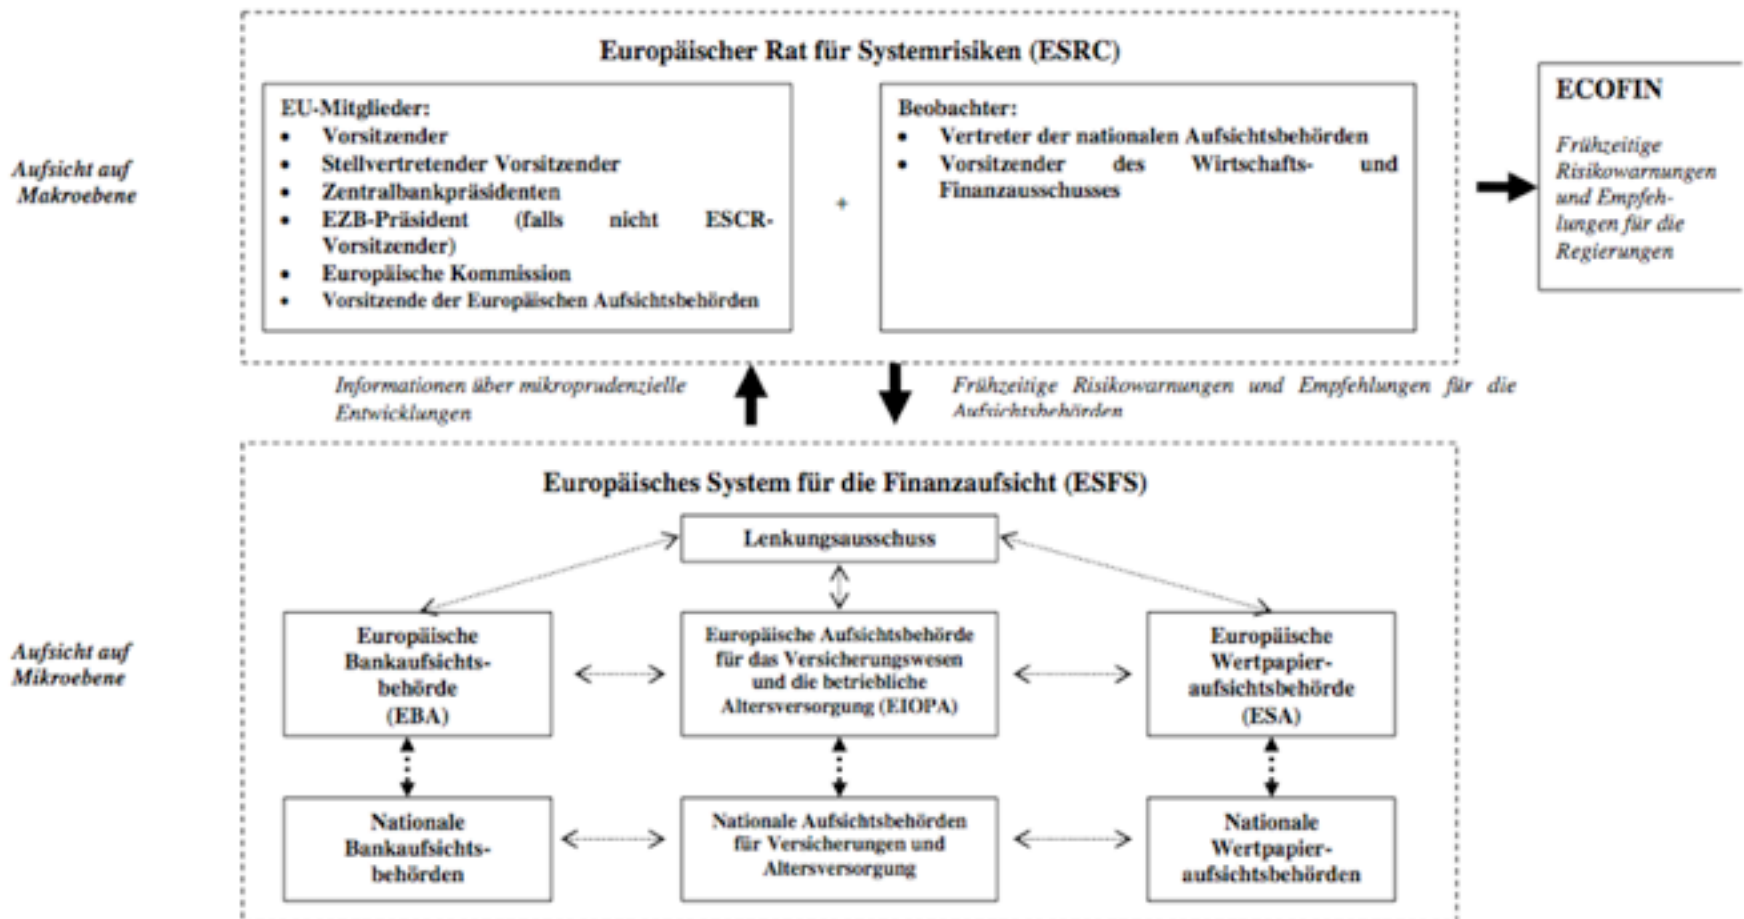 Europäischer Rat für Systemrisiken (ESRC)
EU-Mitglieder:
• Vorsitzender
• Stellvertretender Vorsitzender
• Zentralbankpräsidenten
• EZB-Präsident (falls nicht ESCR-
Vorsitzender)
• Europäische Kommission
• Vorsitzende der Europäischen Aufsichtsbehörden
+
Beobachter:
• Vertreter der nationalen Aufsichtsbehörden
• Vorsitzender des Wirtschafts- und
Finanzausschusses
ECOFIN
Frühzeitige
Risikowarnungen
und Empfeh-
lungen für die
Regierungen
Aufsicht auf
Makroebene
Informationen über mikroprudenzielle
Entwicklungen
Frühzeitige Risikowarnungen und Empfehlungen für die
Aufsichtsbehörden
Europäisches System für die Finanzaufsicht (ESFS)
Lenkungsausschuss
Aufsicht auf
Mikroebene
Europäische
Bankaufsichts-
behörde
(EBA)
Europäische Aufsichtsbehörde
für das Versicherungswesen
und die betriebliche
Altersversorgung (EIOPA)
Europäische
Wertpapier-
aufsichtsbehörde
(ESA)
Nationale
Bankaufsichts-
behörden
Nationale Aufsichtsbehörden
für Versicherungen und
Altersversorgung
Nationale
Wertpapier-
aufsichtsbehörden